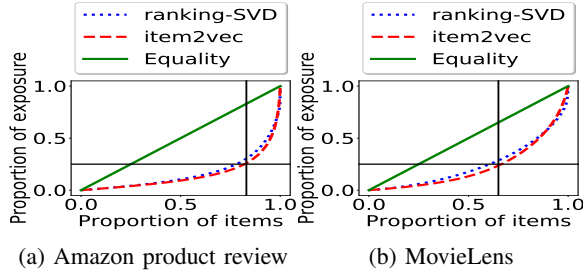 ranking-SVD
item2vec
Equality
Proportion of exposure
1.0
0.5
0.0
0.0
0.5
1.0
Proportion of items
(a) Amazon product review
ranking-SVD
item2vec
Equality
Proportion of exposure
1.0
0.5
0.0
0.0
0.5
1.0
Proportion of items
(b) MovieLens